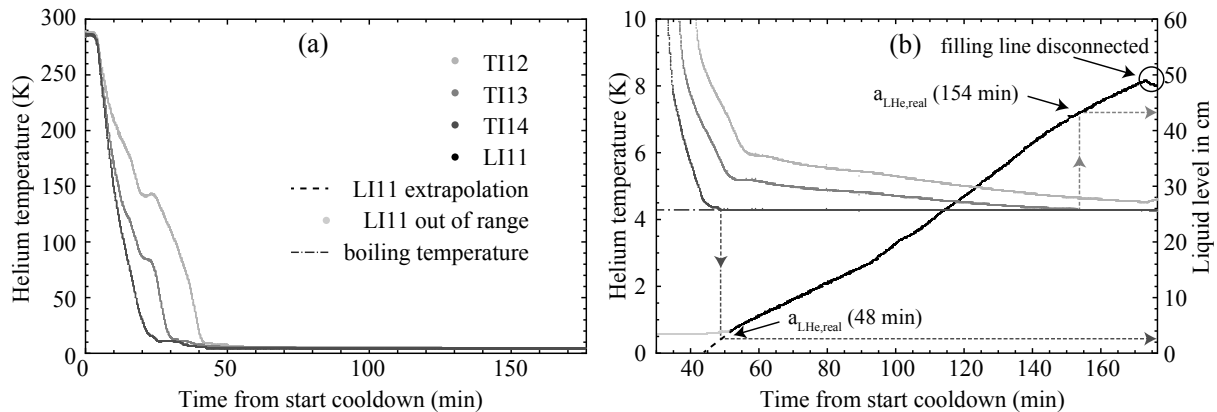 300
250
200
150
100
50
0
Helium temperature (K)
(a)
TI12
TI13
TI14
LI11
LI11 extrapolation
LI11 out of range
boiling temperature
0 50 100 150
Time from start cooldown (min)
10
8
6
4
2
0
Helium temperature (K)
(b)
filling line disconnected
aLHe,real (154 min)
aLHe,real (48 min)
60
50
40
30
20
10
0
Liquid level in cm
40 60 80 100 120 140 160
Time from start cooldown (min)